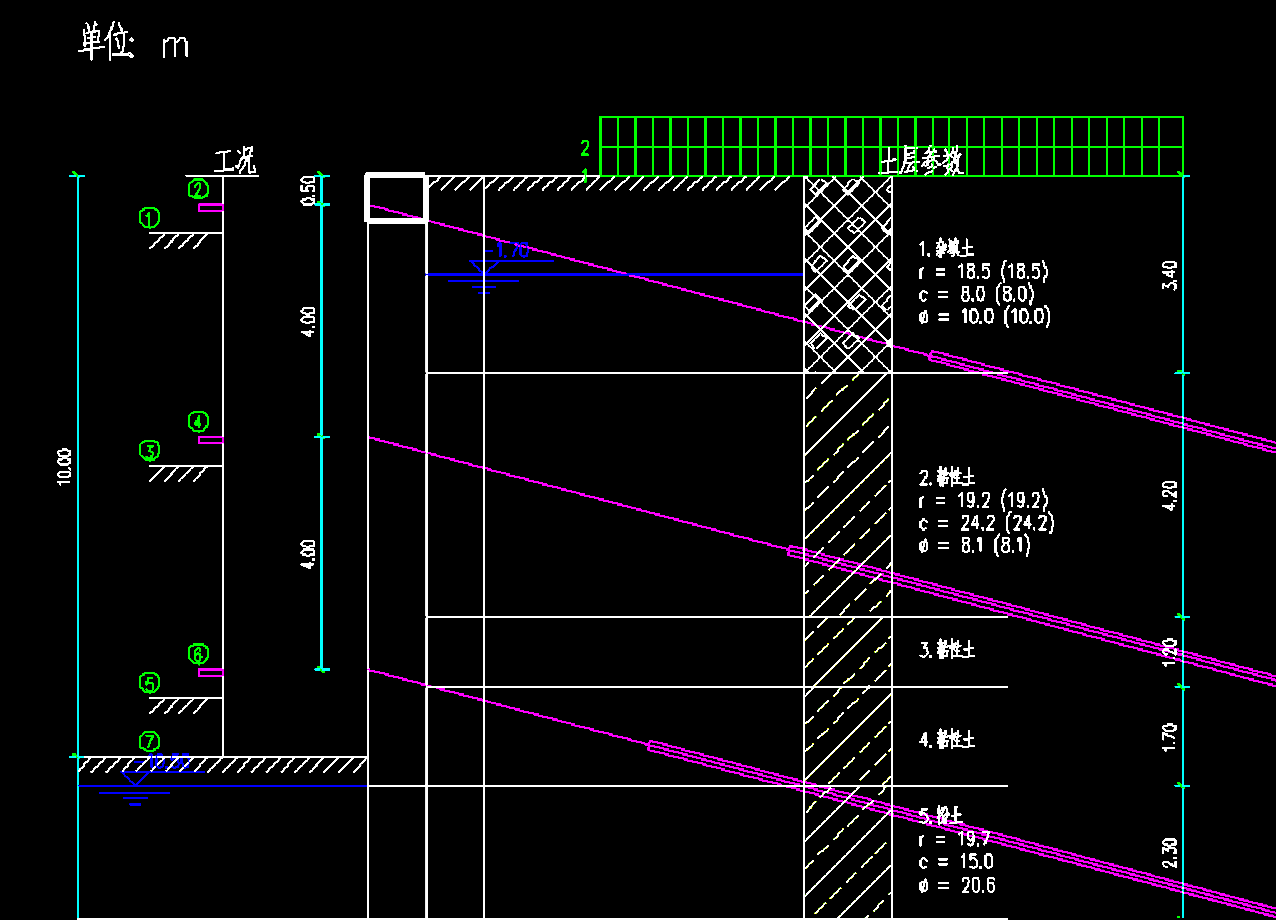 单位: m
工况
土层参数
2
1
0.50
②
①
-1.70
1.杂填土
r = 18.5 (18.5)
c = 8.0 (8.0)
ø = 10.0 (10.0)
3.40
4.00
④
③
10.00
2.黏性土
r = 19.2 (19.2)
c = 24.2 (24.2)
ø = 8.1 (8.1)
4.20
4.00
⑥
⑤
3.黏性土
1.20
⑦
4.黏性土
1.70
5.粉土
r = 19.7
c = 15.0
ø = 20.6
2.30